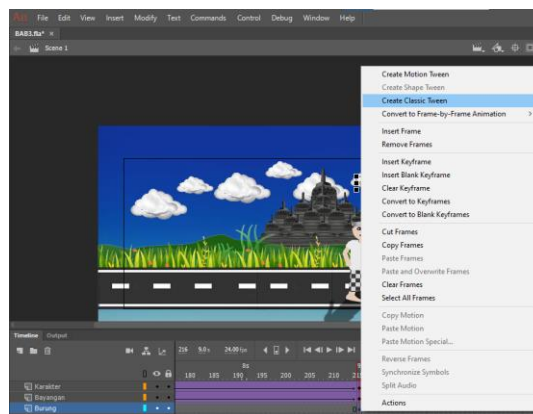 An File Edit View Insert Modify Text Commands Control Debug Window Help
BAB3.fla* ×
Scene 1
Create Motion Tween
Create Shape Tween
Create Classic Tween
Convert to Frame-by-Frame Animation >
Insert Frame
Remove Frames
Insert Keyframe
Insert Blank Keyframe
Clear Keyframe
Convert to Keyframes
Convert to Blank Keyframes
Cut Frames
Copy Frames
Paste Frames
Paste and Overwrite Frames
Clear Frames
Select All Frames
Copy Motion
Paste Motion
Paste Motion Special...
Reverse Frames
Synchronize Symbols
Split Audio
Actions
Timeline Output
216 9.0 s 24.00 fps
8s
180 185 190 195 200 205 210
Karakter
Bayangan
Burung